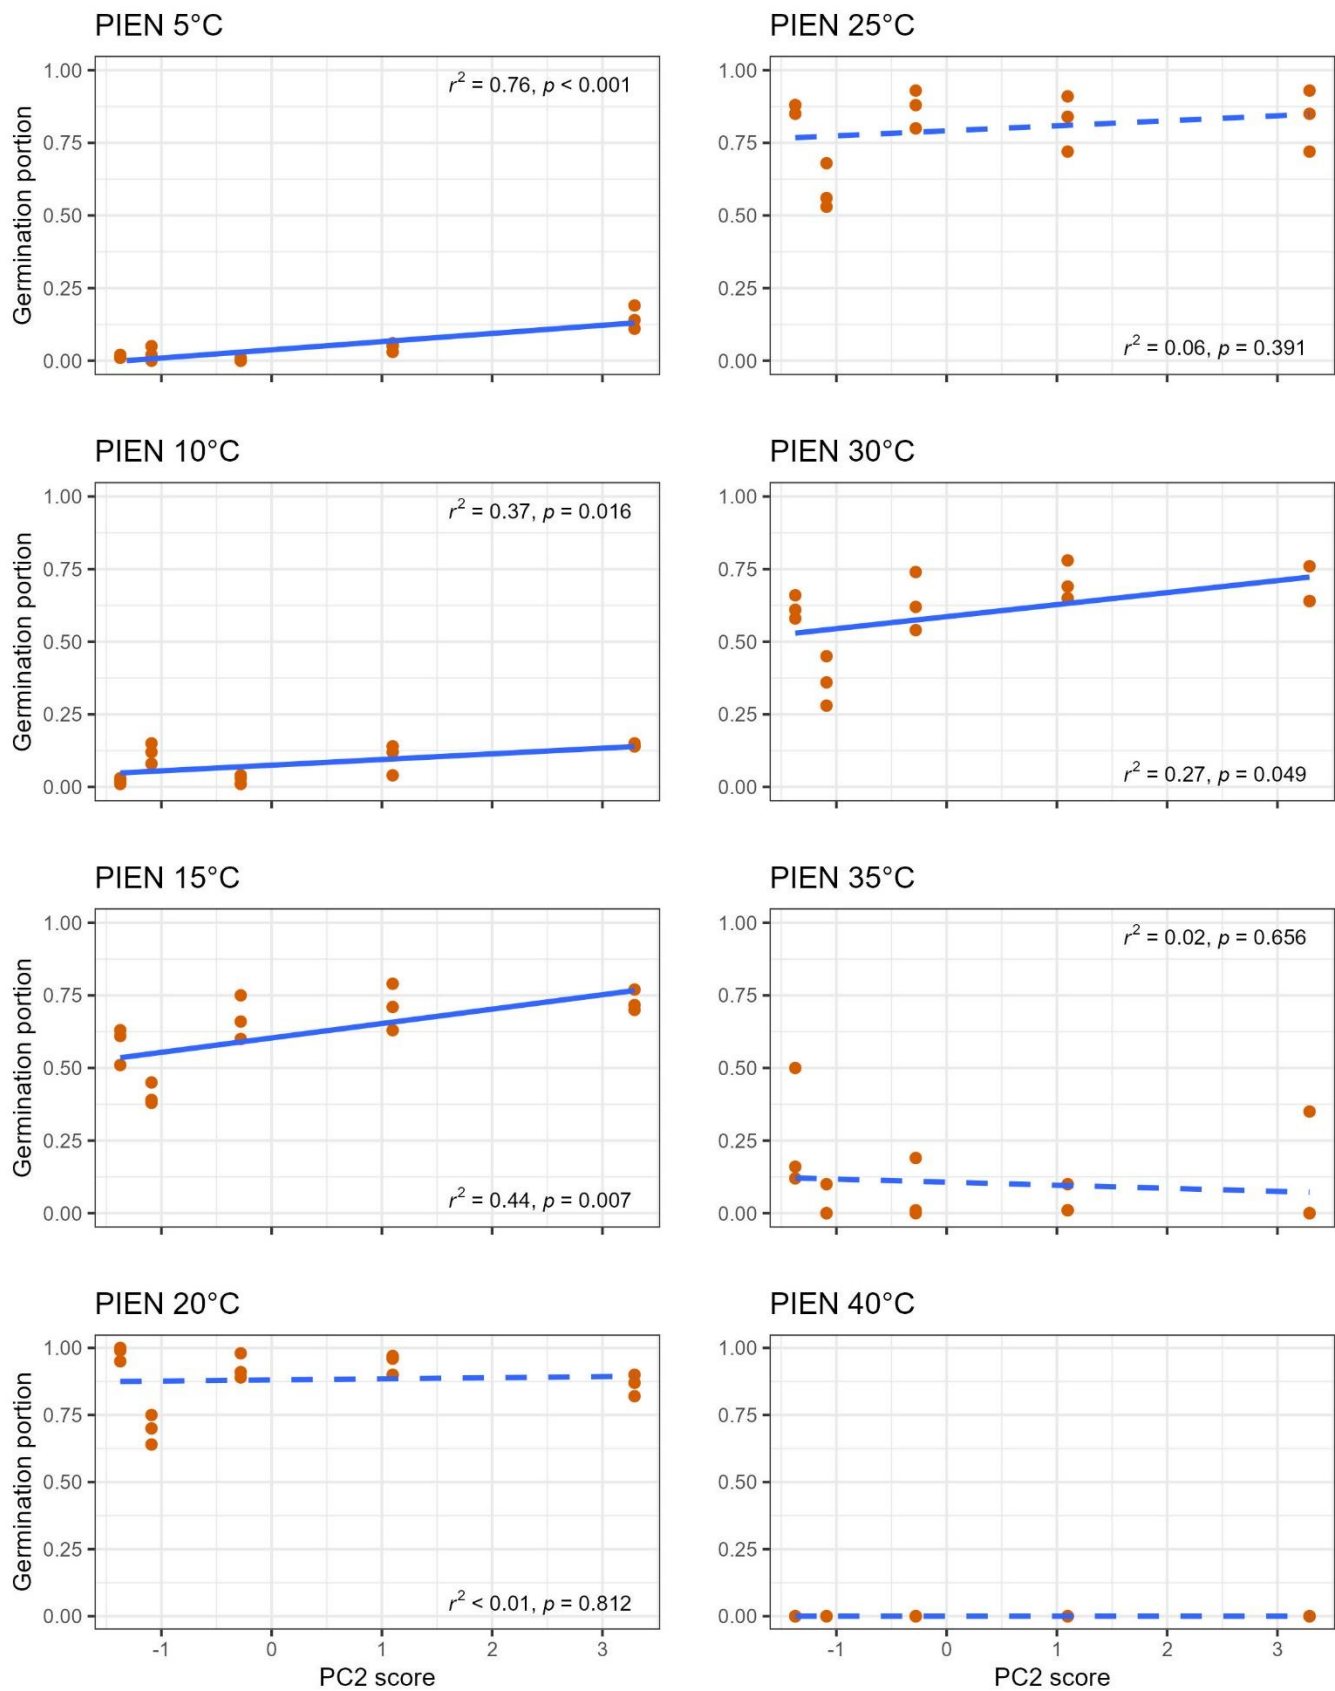 PIEN 5°C
PIEN 25°C
Germination portion
1.00
0.75
0.50
0.25
0.00
r² = 0.76, p < 0.001
1.00
0.75
0.50
0.25
0.00
r² = 0.06, p = 0.391
PIEN 10°C
PIEN 30°C
Germination portion
1.00
0.75
0.50
0.25
0.00
r² = 0.37, p = 0.016
1.00
0.75
0.50
0.25
0.00
r² = 0.27, p = 0.049
PIEN 15°C
PIEN 35°C
Germination portion
1.00
0.75
0.50
0.25
0.00
r² = 0.44, p = 0.007
1.00
0.75
0.50
0.25
0.00
r² = 0.02, p = 0.656
PIEN 20°C
PIEN 40°C
Germination portion
1.00
0.75
0.50
0.25
0.00
r² < 0.01, p = 0.812
1.00
0.75
0.50
0.25
0.00
-1 0 1 2 3
PC2 score
-1 0 1 2 3
PC2 score